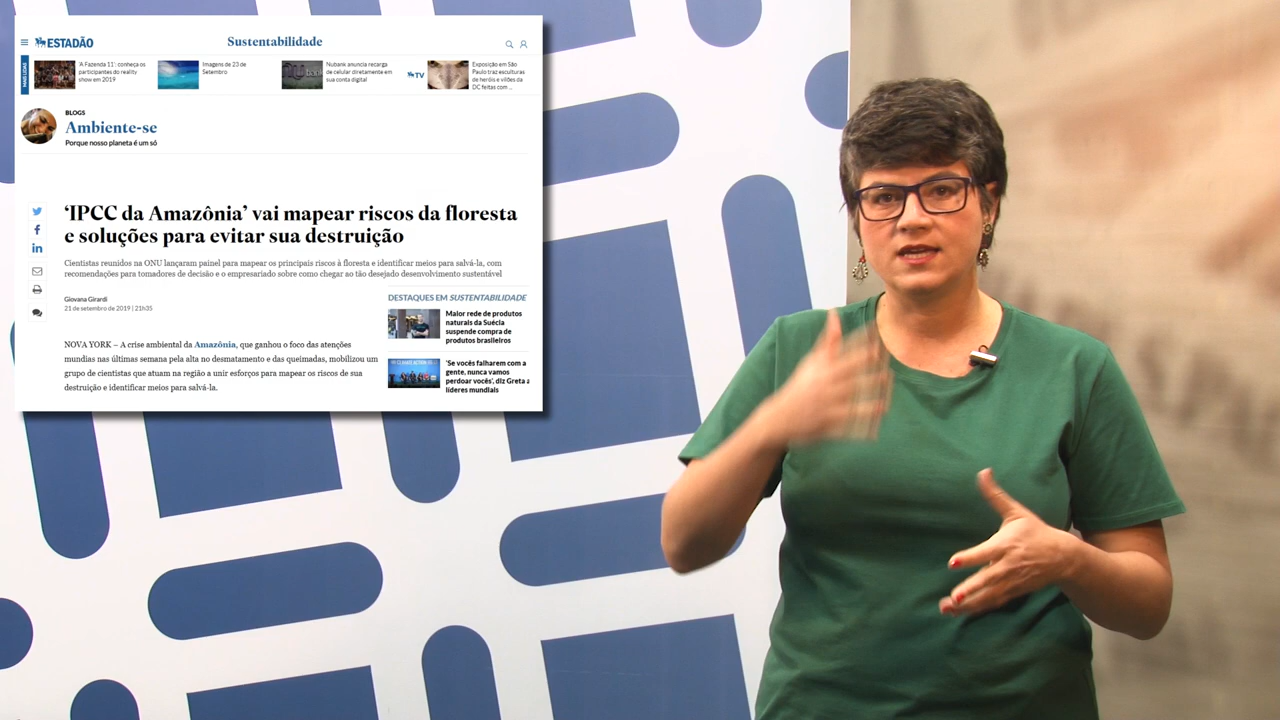 ESTADÃO
Sustentabilidade
MAIS LIDAS
'A Fazenda 11': conheça os
participantes do reality
show em 2019
Imagens de 23 de
Setembro
Nubank anuncia recarga
de celular diretamente em
sua conta digital
TV
Exposição em São
Paulo traz esculturas
de heróis e vilões da
DC feitas com ...
BLOGS
Ambiente-se
Porque nosso planeta é um só
'IPCC da Amazônia' vai mapear riscos da floresta
e soluções para evitar sua destruição
Cientistas reunidos na ONU lançaram painel para mapear os principais riscos à floresta e identificar meios para salvá-la, com
recomendações para tomadores de decisão e o empresariado sobre como chegar ao tão desejado desenvolvimento sustentável
Giovana Girardi
21 de setembro de 2019 | 21h35
NOVA YORK – A crise ambiental da Amazônia, que ganhou o foco das atenções
mundias nas últimas semana pela alta no desmatamento e das queimadas, mobilizou um
grupo de cientistas que atuam na região a unir esforços para mapear os riscos de sua
destruição e identificar meios para salvá-la.
DESTAQUES EM SUSTENTABILIDADE
Maior rede de produtos
naturais da Suécia
suspende compra de
produtos brasileiros
'Se vocês falharem com a
gente, nunca vamos
perdoar vocês', diz Greta a
líderes mundiais